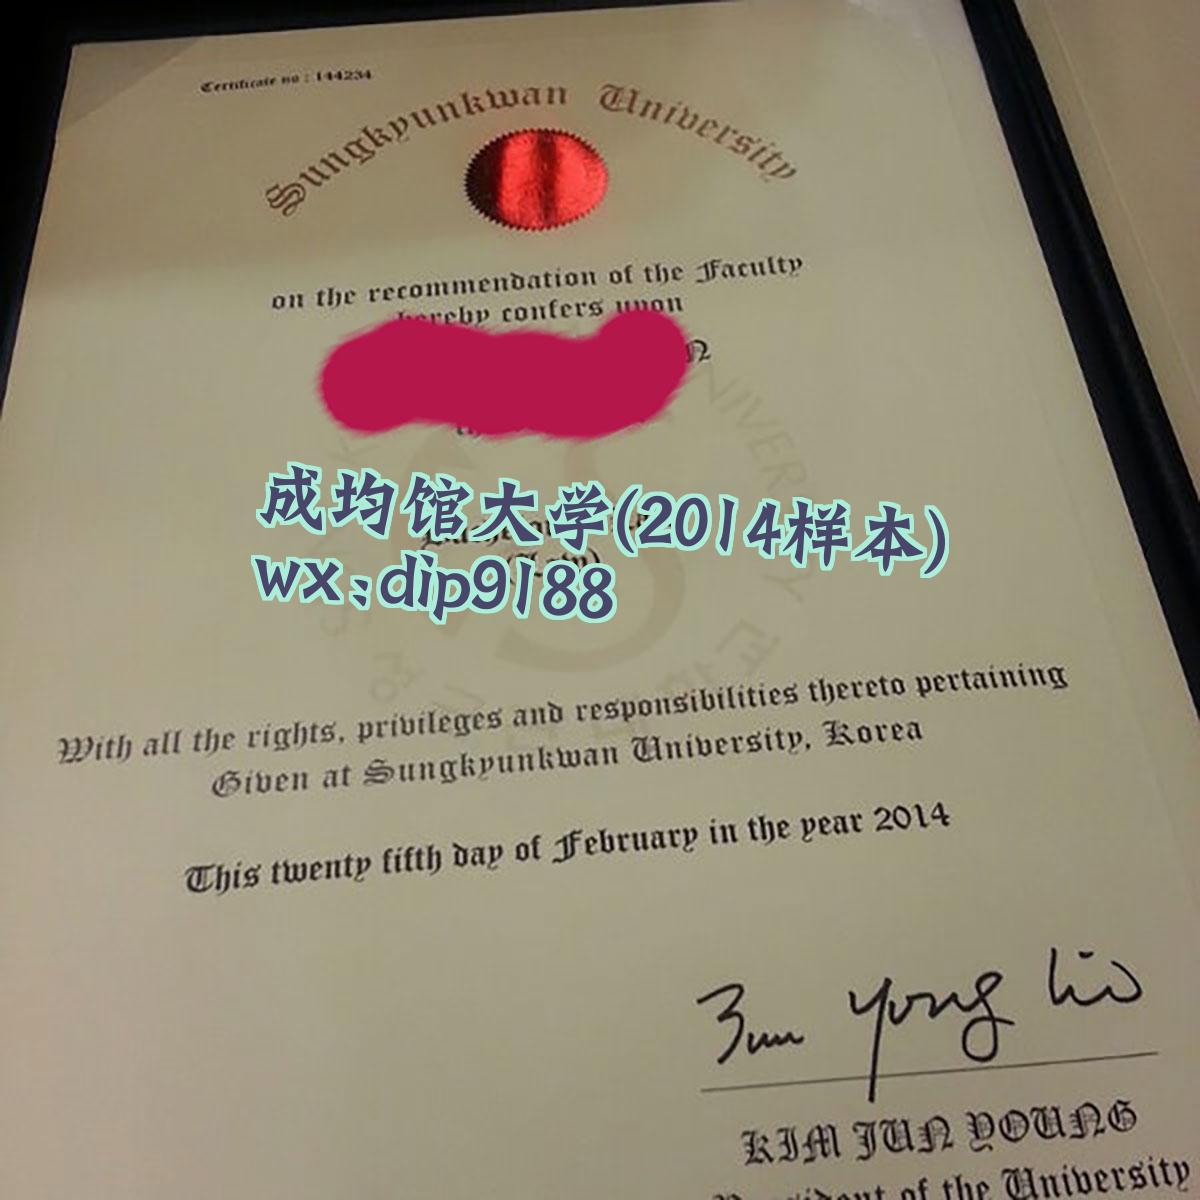 Certificate no : 144234
Sungkyunkwan University
on the recommendation of the Faculty
hereby confers upon
成均馆大学(2014样本)
(Law)
wx:dip9188
With all the rights, privileges and responsibilities thereto pertaining
Given at Sungkyunkwan University, Korea
This twenty fifth day of February in the year 2014
KIM JUN YOUNG
President of the University